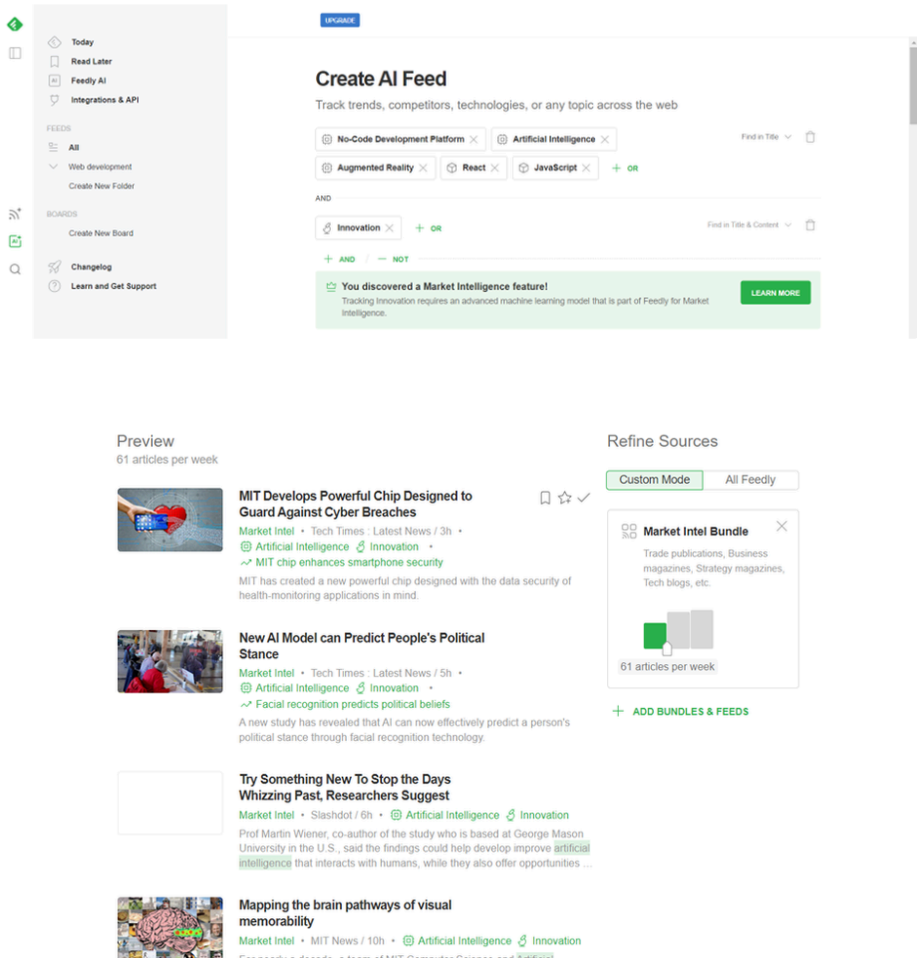 UPGRADE
Today
Read Later
AI Feedly AI
Integrations & API
FEEDS
All
Web development
Create New Folder
BOARDS
Create New Board
Changelog
? Learn and Get Support
Create AI Feed
Track trends, competitors, technologies, or any topic across the web
No-Code Development Platform Artificial Intelligence Find in Title
Augmented Reality React JavaScript + OR
AND
Innovation + OR Find in Title & Content
+ AND / — NOT
You discovered a Market Intelligence feature!
Tracking Innovation requires an advanced machine learning model that is part of Feedly for Market
Intelligence.
LEARN MORE
Preview
61 articles per week
MIT Develops Powerful Chip Designed to
Guard Against Cyber Breaches
Market Intel • Tech Times : Latest News / 3h •
Artificial Intelligence Innovation •
MIT chip enhances smartphone security
MIT has created a new powerful chip designed with the data security of
health-monitoring applications in mind.
New AI Model can Predict People's Political
Stance
Market Intel • Tech Times : Latest News / 5h •
Artificial Intelligence Innovation •
Facial recognition predicts political beliefs
A new study has revealed that AI can now effectively predict a person's
political stance through facial recognition technology.
Try Something New To Stop the Days
Whizzing Past, Researchers Suggest
Market Intel • Slashdot / 6h • Artificial Intelligence Innovation
Prof Martin Wiener, co-author of the study who is based at George Mason
University in the U.S., said the findings could help develop improve artificial
intelligence that interacts with humans, while they also offer opportunities ...
Mapping the brain pathways of visual
memorability
Market Intel • MIT News / 10h • Artificial Intelligence Innovation
For nearly a decade, a team of MIT Computer Science and Artificial
Refine Sources
Custom Mode All Feedly
Market Intel Bundle
Trade publications, Business
magazines, Strategy magazines,
Tech blogs, etc.
61 articles per week
+ ADD BUNDLES & FEEDS